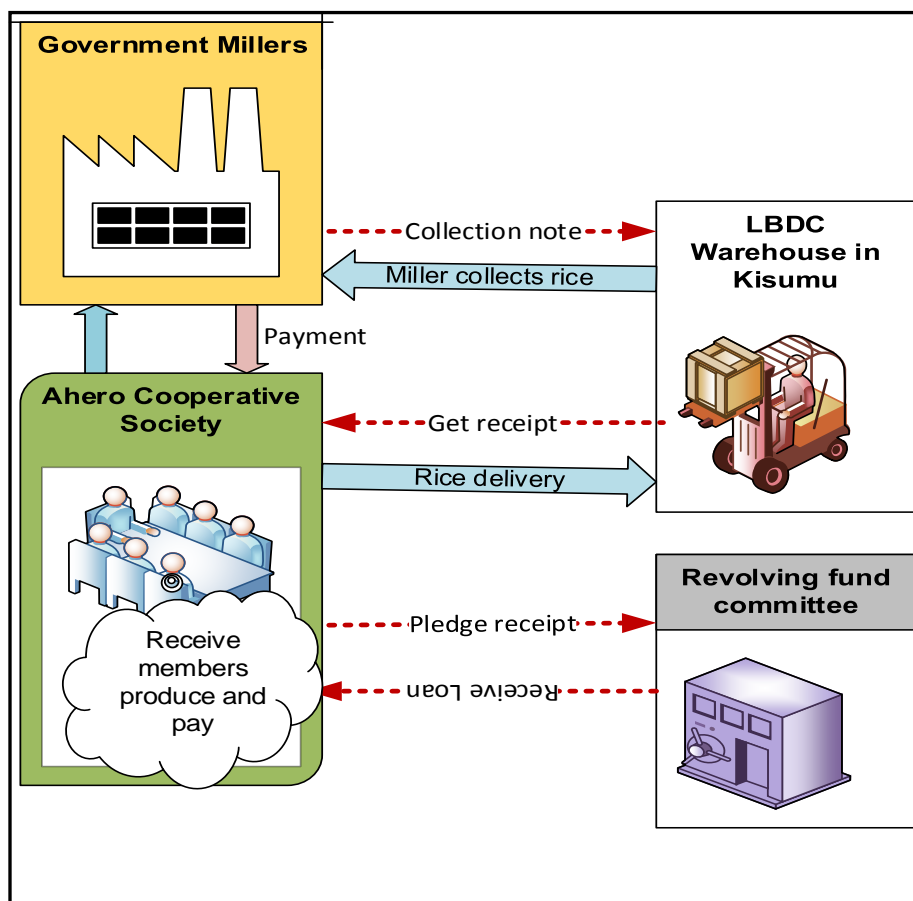 Government Millers
Collection note
LBDC
Warehouse in
Kisumu
Miller collects rice
Payment
Ahero Cooperative
Society
Get receipt
Rice delivery
Revolving fund
committee
Pledge receipt
Receive
members
produce and
pay
Receive Loan